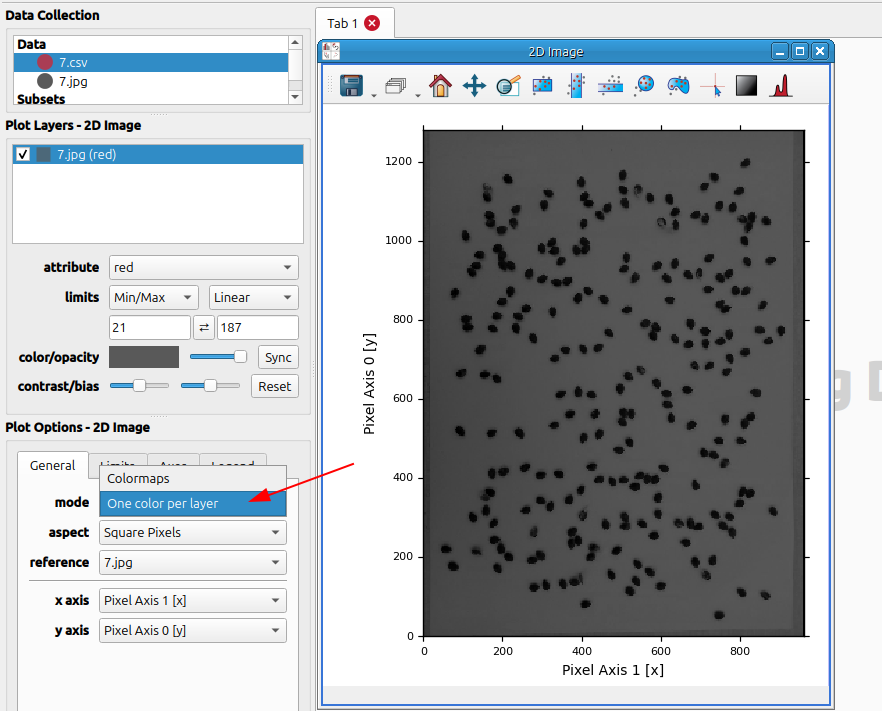 Data Collection
Data
7.csv
7.jpg
Subsets
Plot Layers - 2D Image
7.jpg (red)
attribute red
limits Min/Max Linear
21 187
color/opacity Sync
contrast/bias Reset
Plot Options - 2D Image
General Limits Axes Legend
Colormaps
mode One color per layer
aspect Square Pixels
reference 7.jpg
x axis Pixel Axis 1 [x]
y axis Pixel Axis 0 [y]
Tab 1
2D Image
1200
1000
800
600
400
200
0
Pixel Axis 0 [y]
0 200 400 600 800
Pixel Axis 1 [x]
g D